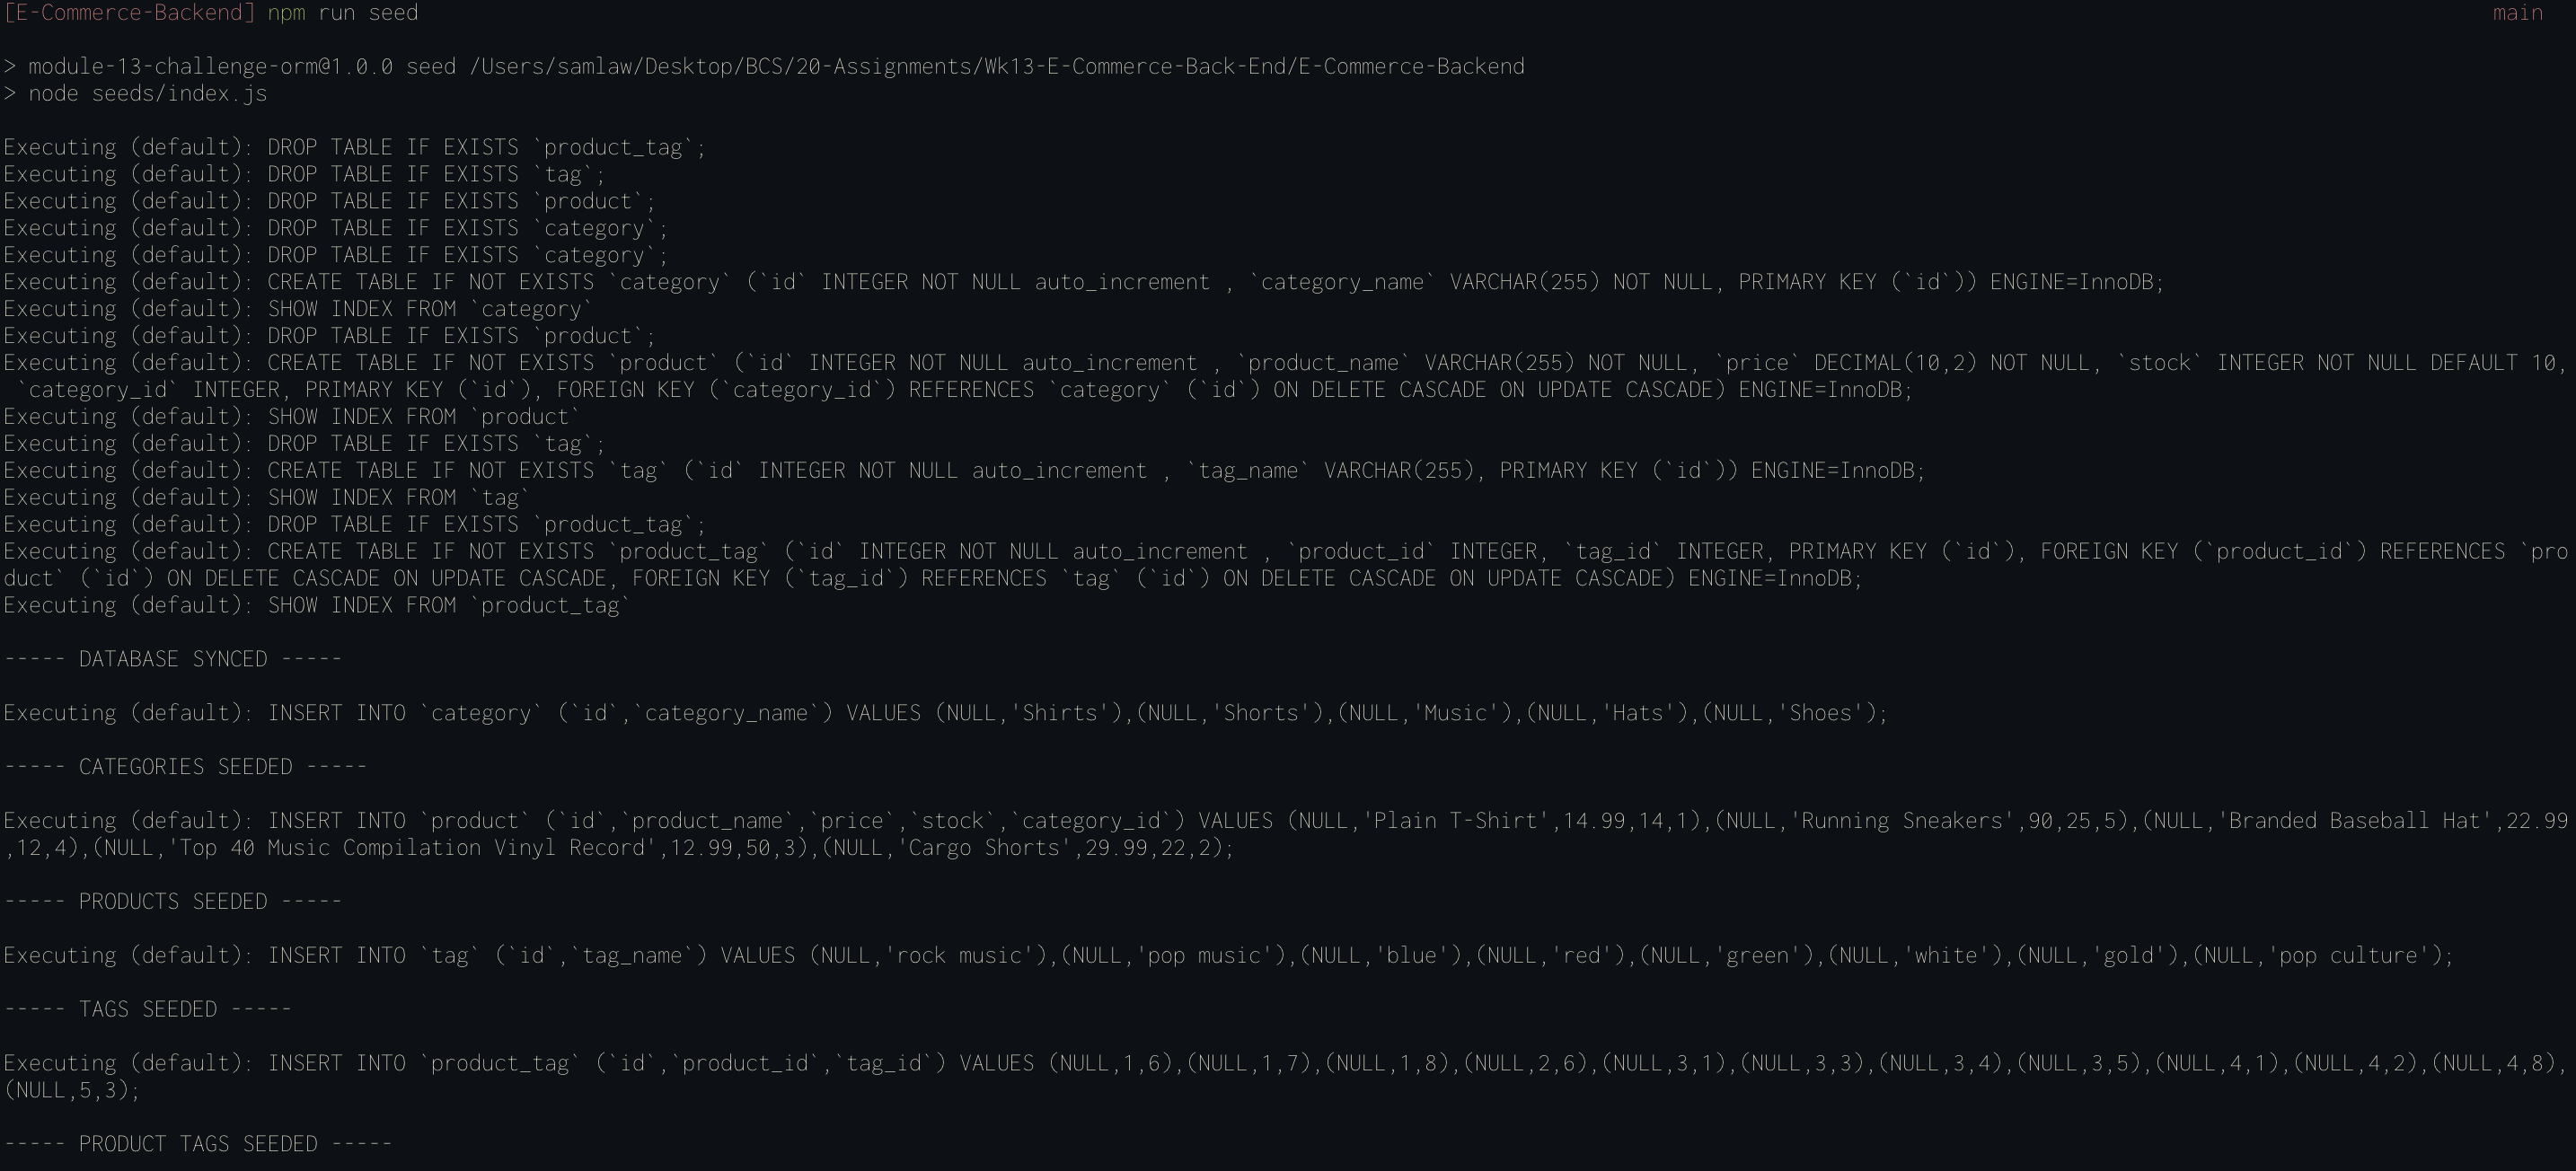 [E-Commerce-Backend] npm run seed main
> module-13-challenge-orm@1.0.0 seed /Users/samlaw/Desktop/BCS/20-Assignments/Wk13-E-Commerce-Back-End/E-Commerce-Backend
> node seeds/index.js
Executing (default): DROP TABLE IF EXISTS `product_tag`;
Executing (default): DROP TABLE IF EXISTS `tag`;
Executing (default): DROP TABLE IF EXISTS `product`;
Executing (default): DROP TABLE IF EXISTS `category`;
Executing (default): DROP TABLE IF EXISTS `category`;
Executing (default): CREATE TABLE IF NOT EXISTS `category` (`id` INTEGER NOT NULL auto_increment , `category_name` VARCHAR(255) NOT NULL, PRIMARY KEY (`id`)) ENGINE=InnoDB;
Executing (default): SHOW INDEX FROM `category`
Executing (default): DROP TABLE IF EXISTS `product`;
Executing (default): CREATE TABLE IF NOT EXISTS `product` (`id` INTEGER NOT NULL auto_increment , `product_name` VARCHAR(255) NOT NULL, `price` DECIMAL(10,2) NOT NULL, `stock` INTEGER NOT NULL DEFAULT 10,
`category_id` INTEGER, PRIMARY KEY (`id`), FOREIGN KEY (`category_id`) REFERENCES `category` (`id`) ON DELETE CASCADE ON UPDATE CASCADE) ENGINE=InnoDB;
Executing (default): SHOW INDEX FROM `product`
Executing (default): DROP TABLE IF EXISTS `tag`;
Executing (default): CREATE TABLE IF NOT EXISTS `tag` (`id` INTEGER NOT NULL auto_increment , `tag_name` VARCHAR(255), PRIMARY KEY (`id`)) ENGINE=InnoDB;
Executing (default): SHOW INDEX FROM `tag`
Executing (default): DROP TABLE IF EXISTS `product_tag`;
Executing (default): CREATE TABLE IF NOT EXISTS `product_tag` (`id` INTEGER NOT NULL auto_increment , `product_id` INTEGER, `tag_id` INTEGER, PRIMARY KEY (`id`), FOREIGN KEY (`product_id`) REFERENCES `pro
duct` (`id`) ON DELETE CASCADE ON UPDATE CASCADE, FOREIGN KEY (`tag_id`) REFERENCES `tag` (`id`) ON DELETE CASCADE ON UPDATE CASCADE) ENGINE=InnoDB;
Executing (default): SHOW INDEX FROM `product_tag`
----- DATABASE SYNCED -----
Executing (default): INSERT INTO `category` (`id`,`category_name`) VALUES (NULL,'Shirts'),(NULL,'Shorts'),(NULL,'Music'),(NULL,'Hats'),(NULL,'Shoes');
----- CATEGORIES SEEDED -----
Executing (default): INSERT INTO `product` (`id`,`product_name`,`price`,`stock`,`category_id`) VALUES (NULL,'Plain T-Shirt',14.99,14,1),(NULL,'Running Sneakers',90,25,5),(NULL,'Branded Baseball Hat',22.99
,12,4),(NULL,'Top 40 Music Compilation Vinyl Record',12.99,50,3),(NULL,'Cargo Shorts',29.99,22,2);
----- PRODUCTS SEEDED -----
Executing (default): INSERT INTO `tag` (`id`,`tag_name`) VALUES (NULL,'rock music'),(NULL,'pop music'),(NULL,'blue'),(NULL,'red'),(NULL,'green'),(NULL,'white'),(NULL,'gold'),(NULL,'pop culture');
----- TAGS SEEDED -----
Executing (default): INSERT INTO `product_tag` (`id`,`product_id`,`tag_id`) VALUES (NULL,1,6),(NULL,1,7),(NULL,1,8),(NULL,2,6),(NULL,3,1),(NULL,3,3),(NULL,3,4),(NULL,3,5),(NULL,4,1),(NULL,4,2),(NULL,4,8),
(NULL,5,3);
----- PRODUCT TAGS SEEDED -----